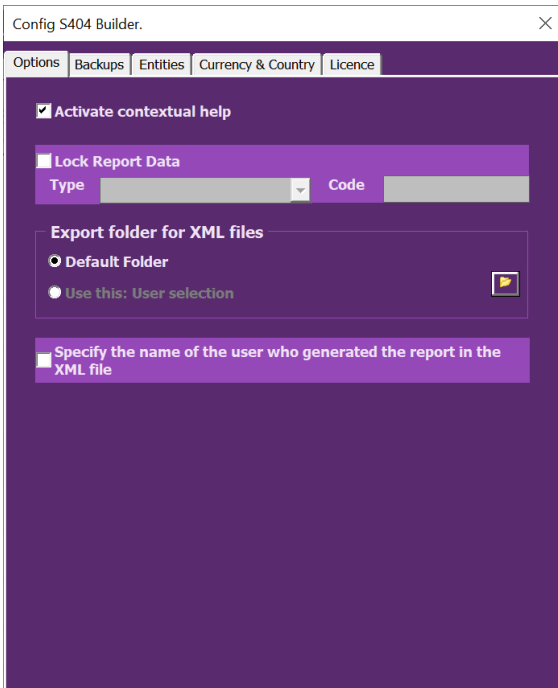 Config S404 Builder.
Options Backups Entities Currency & Country Licence
Activate contextual help
Lock Report Data
Type Code
Export folder for XML files
Default Folder
Use this: User selection
Specify the name of the user who generated the report in the
XML file